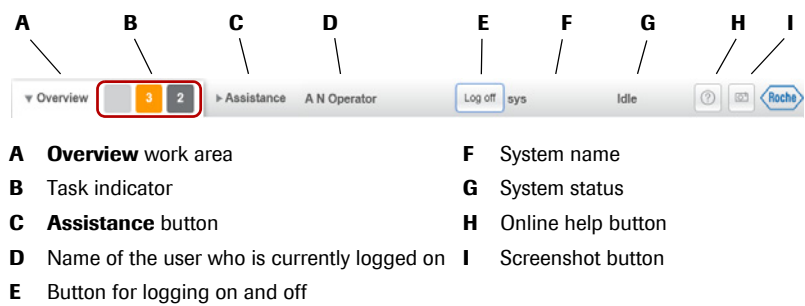 A B C D E F G H I
Overview 3 2 Assistance A N Operator Log off sys Idle ? Roche
A Overview work area
B Task indicator
C Assistance button
D Name of the user who is currently logged on
E Button for logging on and off
F System name
G System status
H Online help button
I Screenshot button